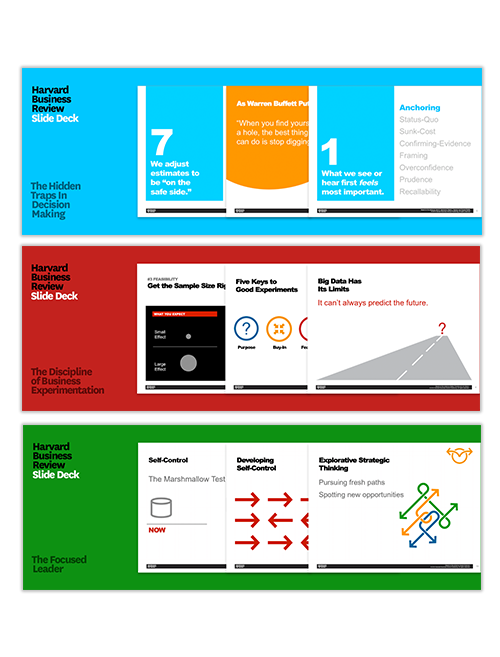 Harvard
Business
Review
Slide Deck
The Hidden
Traps In
Decision
Making
7
We adjust
estimates to
be “on the
safe side.”
As Warren Buffett Put
“When you find yours
a hole, the best thing
can do is stop digging
1
What we see or
hear first feels
most important.
Anchoring
Status-Quo
Sunk-Cost
Confirming-Evidence
Framing
Overconfidence
Prudence
Recallability
Harvard
Business
Review
Slide Deck
The Discipline
of Business
Experimentation
#3 FEASIBILITY
Get the Sample Size Rig
WHAT YOU EXPECT
Small
Effect
Large
Effect
Five Keys to
Good Experiments
?
Purpose
Buy-In
Fea
Big Data Has
Its Limits
It can’t always predict the future.
?
Harvard
Business
Review
Slide Deck
The Focused
Leader
Self-Control
The Marshmallow Test
NOW
Developing
Self-Control
Explorative Strategic
Thinking
Pursuing fresh paths
Spotting new opportunities